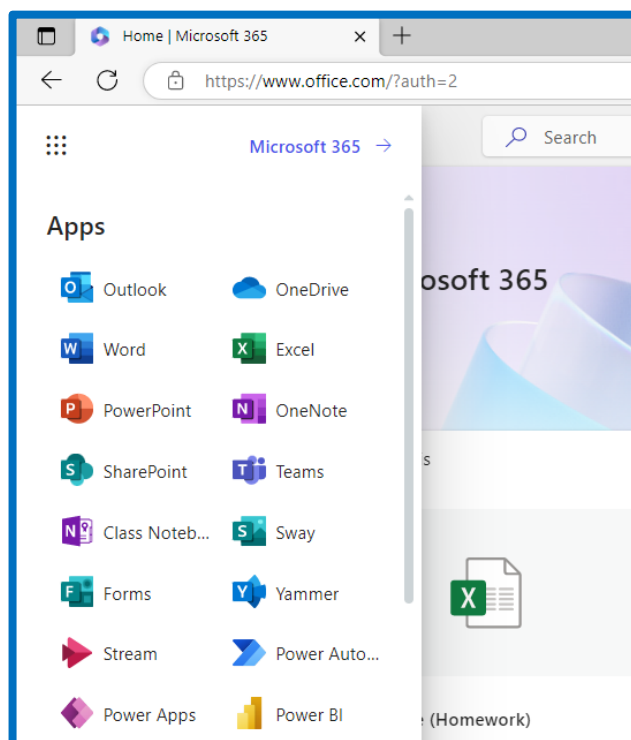 Home | Microsoft 365
https://www.office.com/?auth=2
Microsoft 365
Search
Apps
osoft 365
Outlook
OneDrive
Word
Excel
PowerPoint
OneNote
SharePoint
Teams
s
Class Noteb...
Sway
Forms
Yammer
Stream
Power Auto...
Power Apps
Power BI
(Homework)